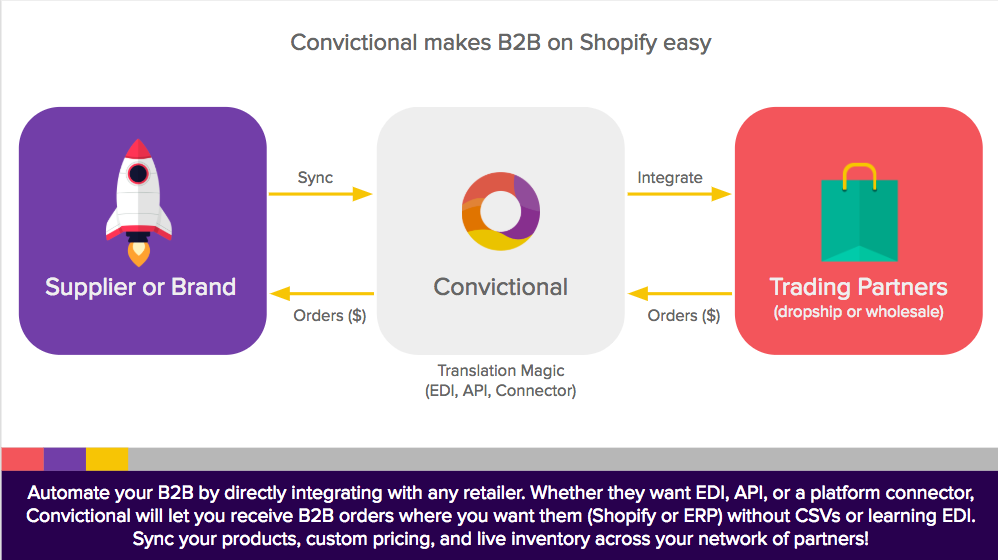 Convictional makes B2B on Shopify easy
Sync
Integrate
Supplier or Brand
Convictional
Trading Partners
(dropship or wholesale)
Orders ($)
Orders ($)
Translation Magic
(EDI, API, Connector)
Automate your B2B by directly integrating with any retailer. Whether they want EDI, API, or a platform connector,
Convictional will let you receive B2B orders where you want them (Shopify or ERP) without CSVs or learning EDI.
Sync your products, custom pricing, and live inventory across your network of partners!